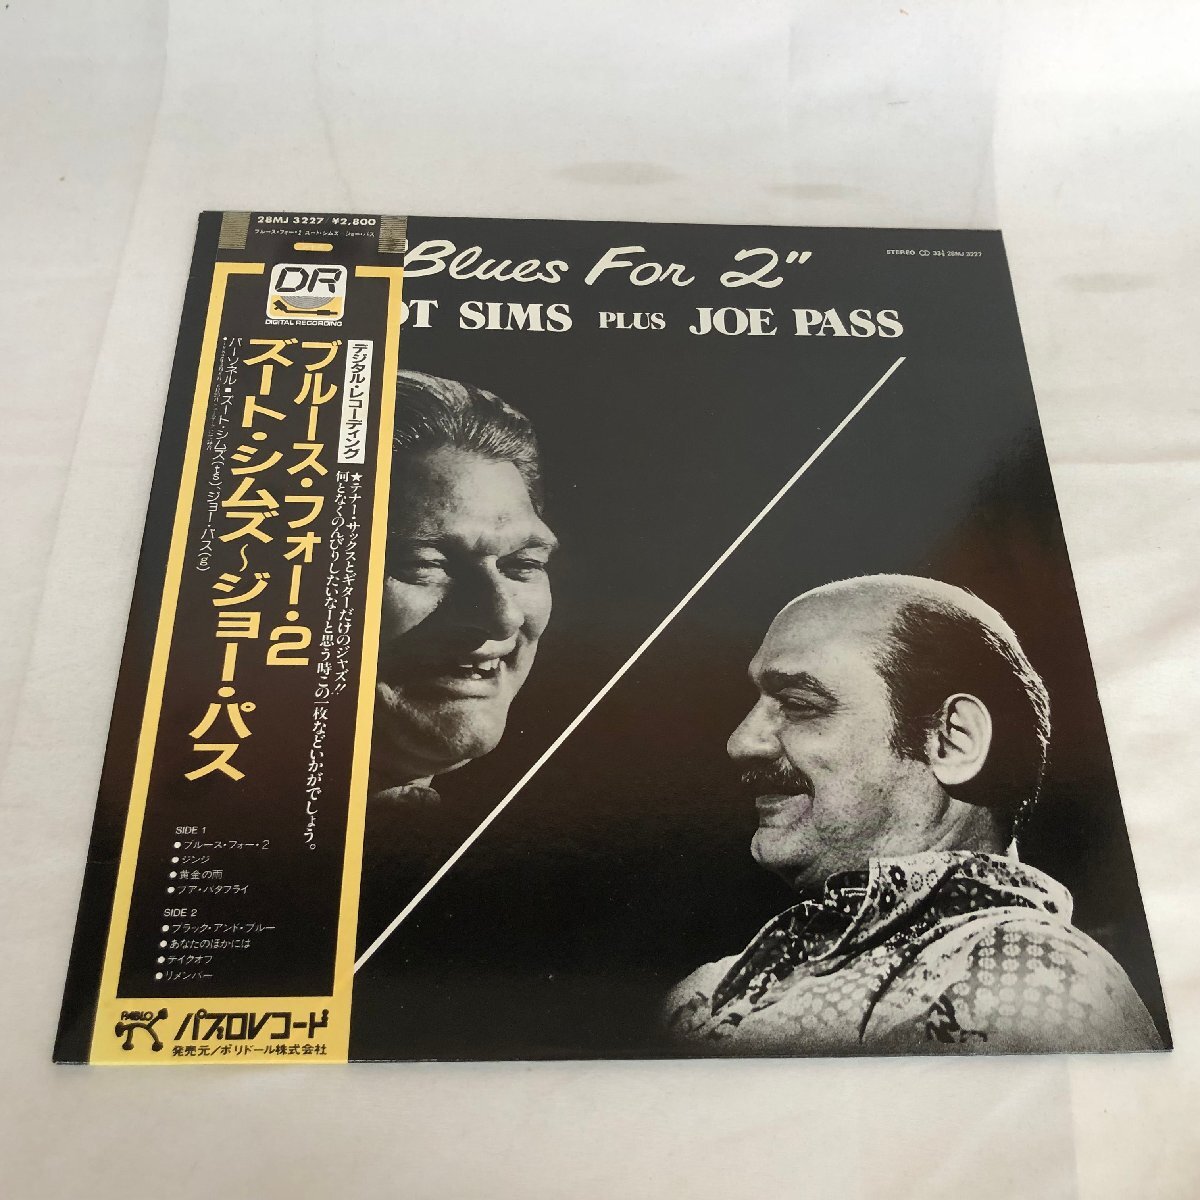 28MJ 3227/¥2,800
ブルース・フォー・2 ズート・シムズ〜ジョー・パス
DR
DIGITAL RECORDING
デジタル・レコーディング
ブルース・フォー・2
ズート・シムズ〜ジョー・パス
パーソネル=ズート・シムズ(ts)、ジョー・パス(g)
★テナー・サックスとギターだけのジャズ!!
何となくのんびりしたいなーと思う時この一枚などいかがでしょう。
SIDE 1
●ブルース・フォー・2
●ジンジ
●黄金の雨
●プア・バタフライ
SIDE 2
●ブラック・アンド・ブルー
●あなたのほかには
●テイクオフ
●リメンバー
PABLO
パブロレコード
発売元/ポリドール株式会社
Blues For 2"
OT SIMS PLUS JOE PASS
STEREO 33⅓ 28MJ 3227